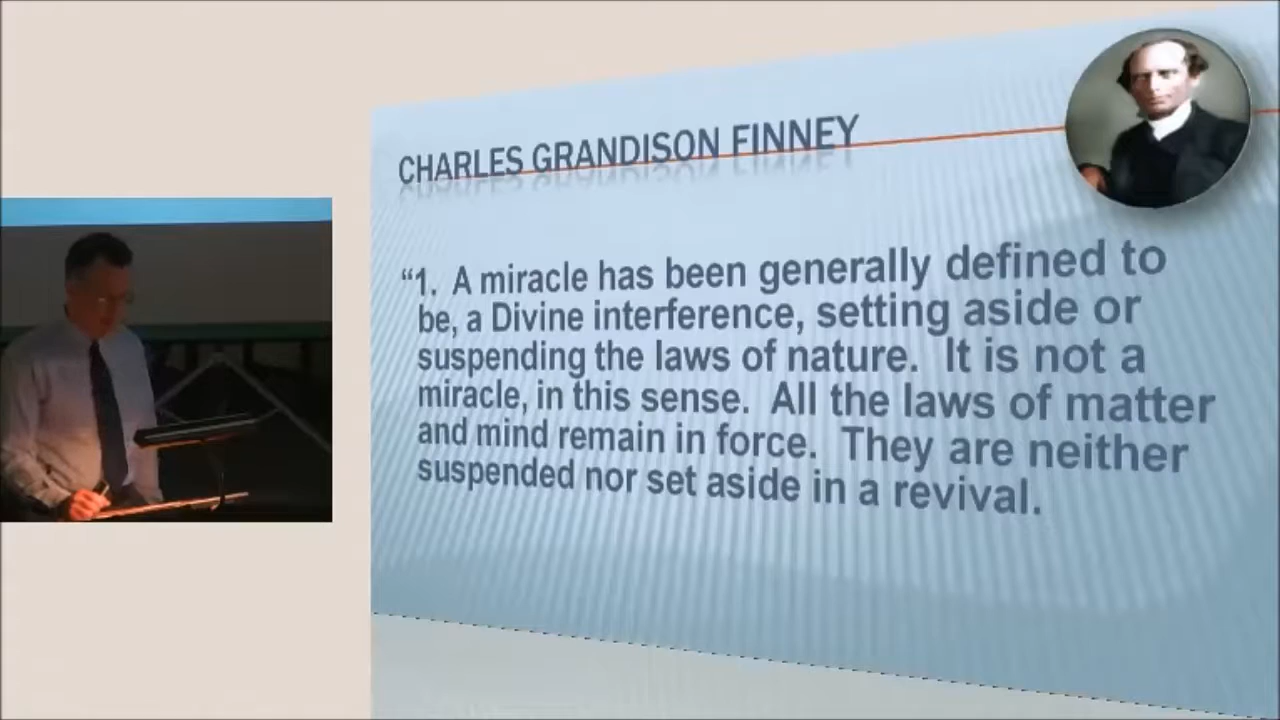 CHARLES GRANDISON FINNEY
“1. A miracle has been generally defined to
be, a Divine interference, setting aside or
suspending the laws of nature. It is not a
miracle, in this sense. All the laws of matter
and mind remain in force. They are neither
suspended nor set aside in a revival.